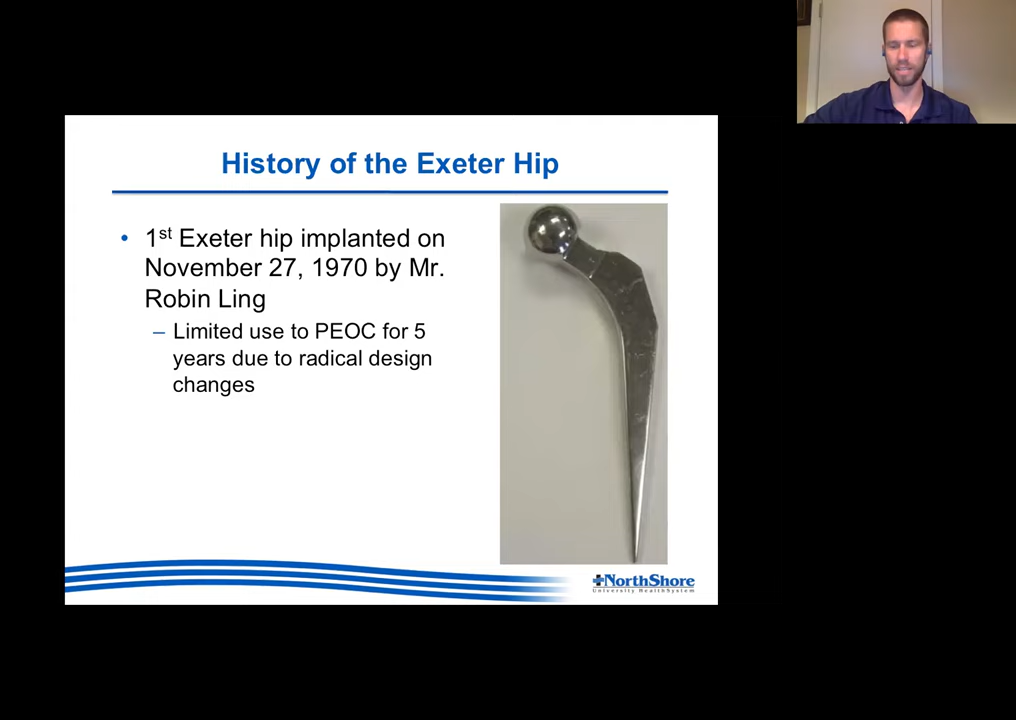 History of the Exeter Hip
• 1st Exeter hip implanted on
November 27, 1970 by Mr.
Robin Ling
– Limited use to PEOC for 5
years due to radical design
changes
NorthShore
University HealthSystem